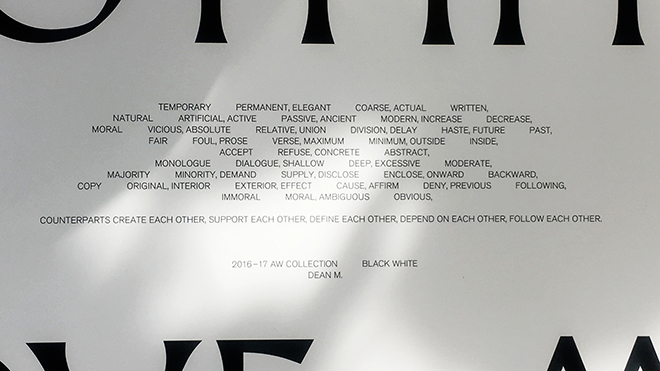 TEMPORARY PERMANENT, ELEGANT COARSE, ACTUAL WRITTEN,
NATURAL ARTIFICIAL, ACTIVE PASSIVE, ANCIENT MODERN, INCREASE DECREASE,
MORAL VICIOUS, ABSOLUTE RELATIVE, UNION DIVISION, DELAY HASTE, FUTURE PAST,
FAIR FOUL, PROSE VERSE, MAXIMUM MINIMUM, OUTSIDE INSIDE,
ACCEPT REFUSE, CONCRETE ABSTRACT,
MONOLOGUE DIALOGUE, SHALLOW DEEP, EXCESSIVE MODERATE,
MAJORITY MINORITY, DEMAND SUPPLY, DISCLOSE ENCLOSE, ONWARD BACKWARD,
COPY ORIGINAL, INTERIOR EXTERIOR, EFFECT CAUSE, AFFIRM DENY, PREVIOUS FOLLOWING,
IMMORAL MORAL, AMBIGUOUS OBVIOUS,
COUNTERPARTS CREATE EACH OTHER, SUPPORT EACH OTHER, DEFINE EACH OTHER, DEPEND ON EACH OTHER, FOLLOW EACH OTHER.
2016–17 AW COLLECTION BLACK WHITE
DEAN M.